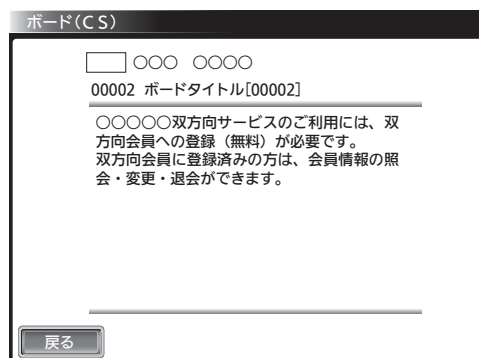 ボード(CS)
○○○ ○○○○
00002 ボードタイトル[00002]
○○○○○双方向サービスのご利用には、双
方向会員への登録（無料）が必要です。
双方向会員に登録済みの方は、会員情報の照
会・変更・退会ができます。
戻る